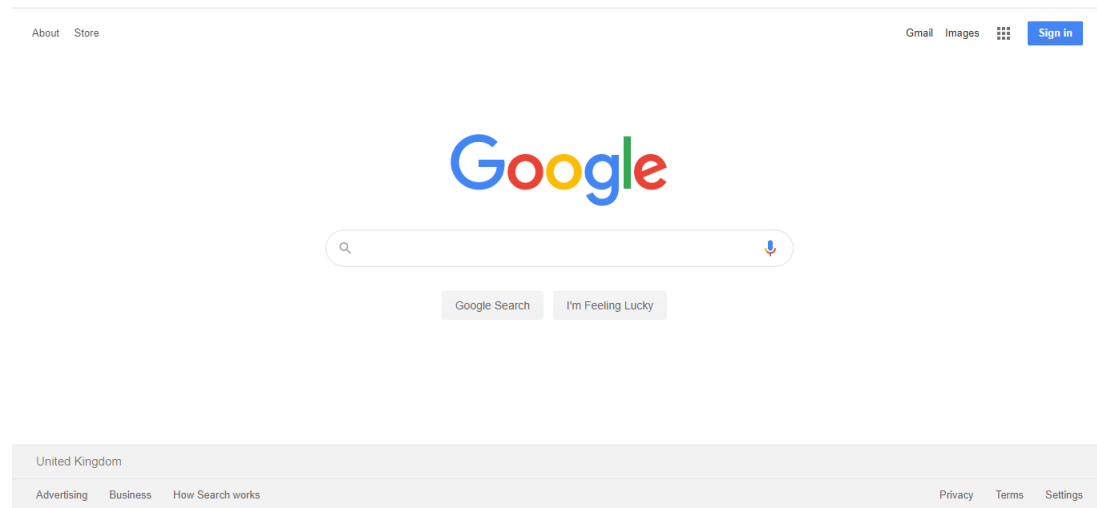 About Store Gmail Images Sign in
Google
Google Search I'm Feeling Lucky
United Kingdom
Advertising Business How Search works Privacy Terms Settings